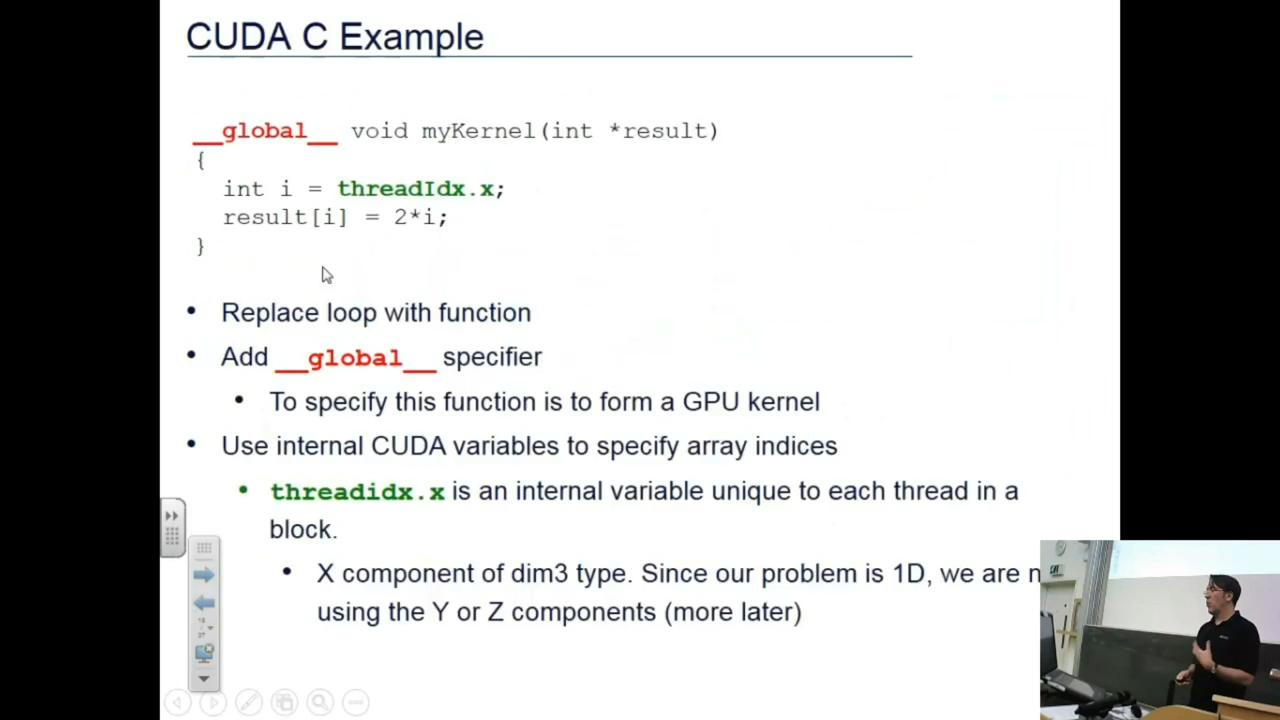 CUDA C Example
__global__ void myKernel(int *result)
{
int i = threadIdx.x;
result[i] = 2*i;
}
• Replace loop with function
• Add __global__ specifier
• To specify this function is to form a GPU kernel
• Use internal CUDA variables to specify array indices
• threadidx.x is an internal variable unique to each thread in a
block.
• X component of dim3 type. Since our problem is 1D, we are n
using the Y or Z components (more later)